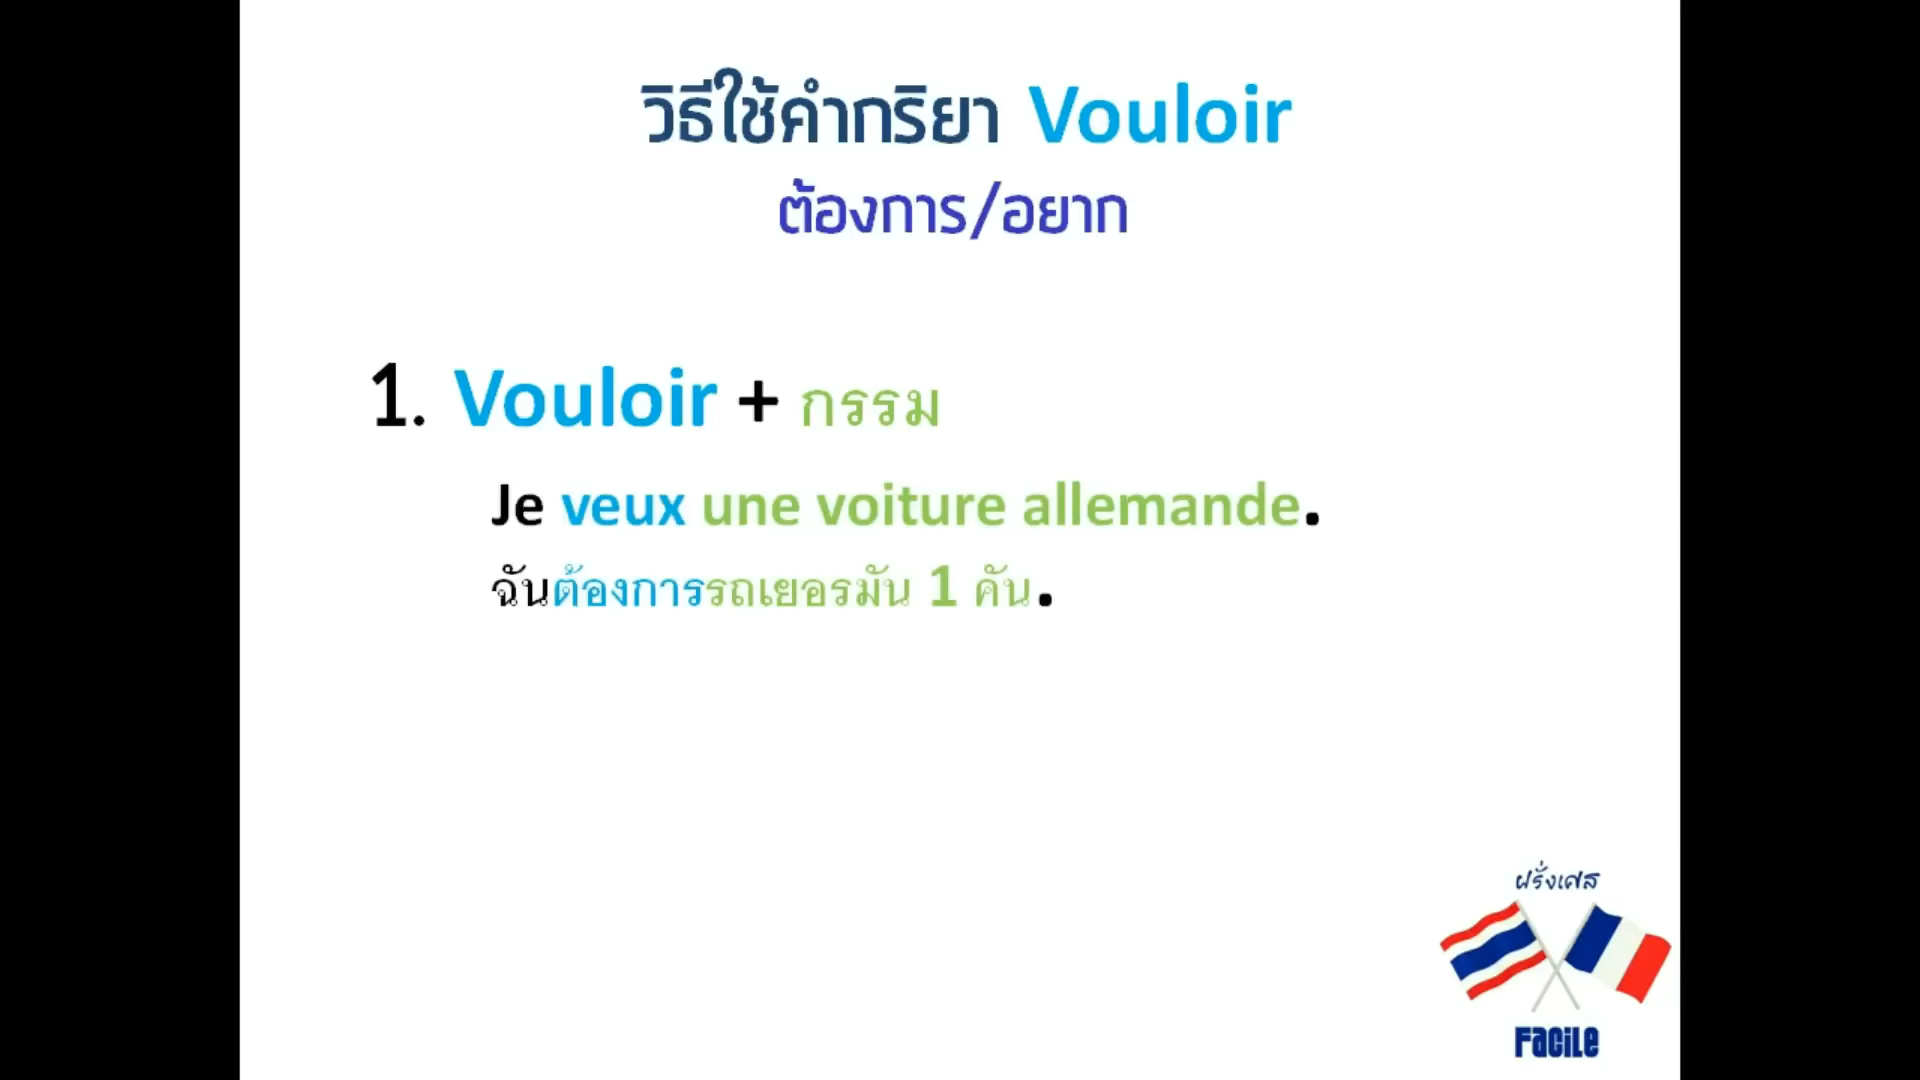 วิธีใช้คำกริยา Vouloir
ต้องการ/อยาก
1. Vouloir + กรรม
Je veux une voiture allemande.
ฉันต้องการรถเยอรมัน 1 คัน.
ฝรั่งเศส
FACILE